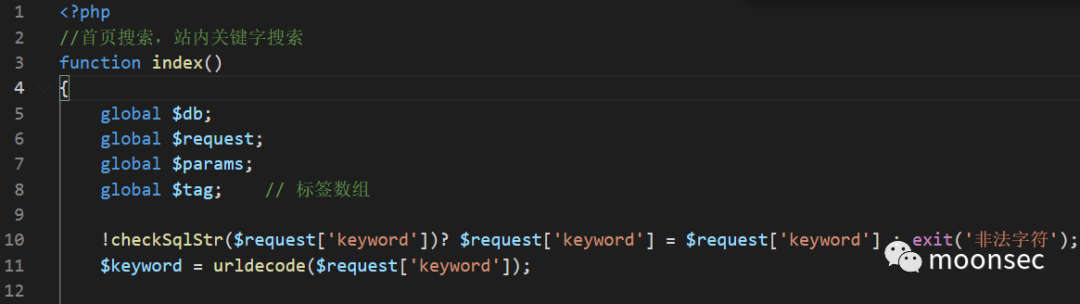 1 <?php
2 //首页搜索，站内关键字搜索
3 function index()
4 {
5 global $db;
6 global $request;
7 global $params;
8 global $tag; // 标签数组
9
10 !checkSqlStr($request['keyword'])? $request['keyword'] = $request['keyword'] : exit('非法字符');
11 $keyword = urldecode($request['keyword']);
12
moonsec